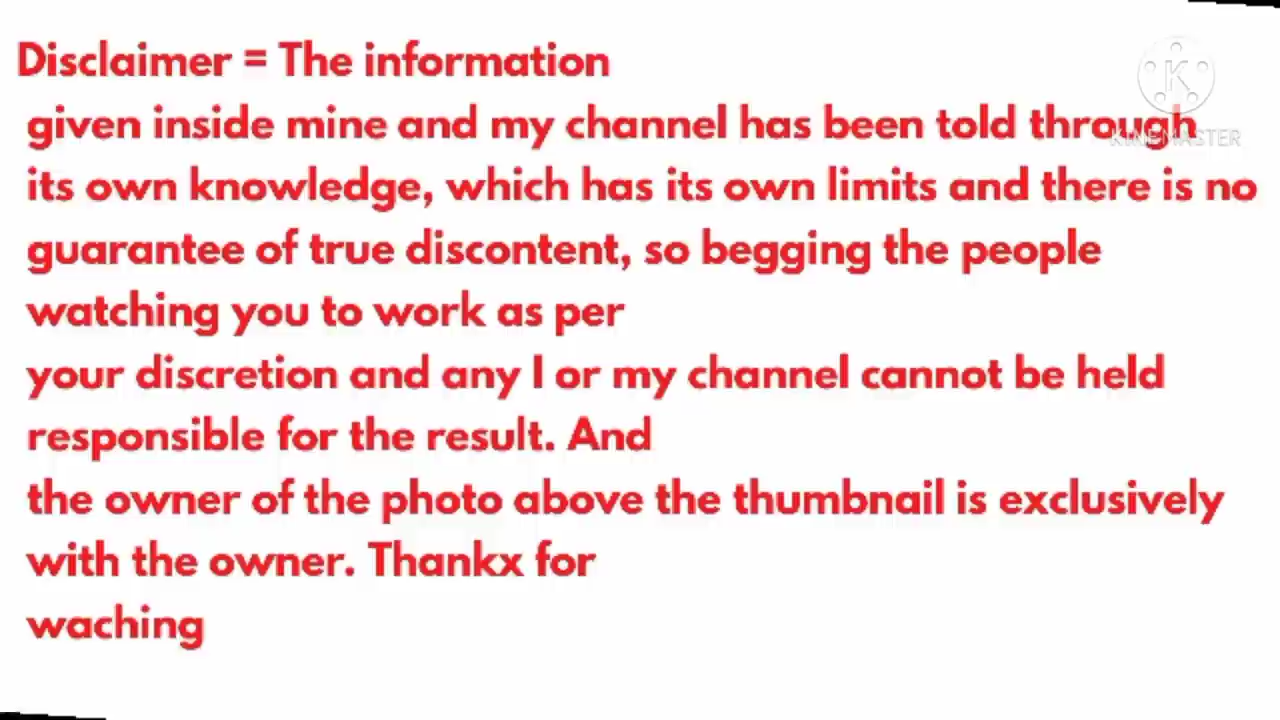 Disclaimer = The information
given inside mine and my channel has been told through
its own knowledge, which has its own limits and there is no
guarantee of true discontent, so begging the people
watching you to work as per
your discretion and any I or my channel cannot be held
responsible for the result. And
the owner of the photo above the thumbnail is exclusively
with the owner. Thankx for
waching
K
KINEMASTER